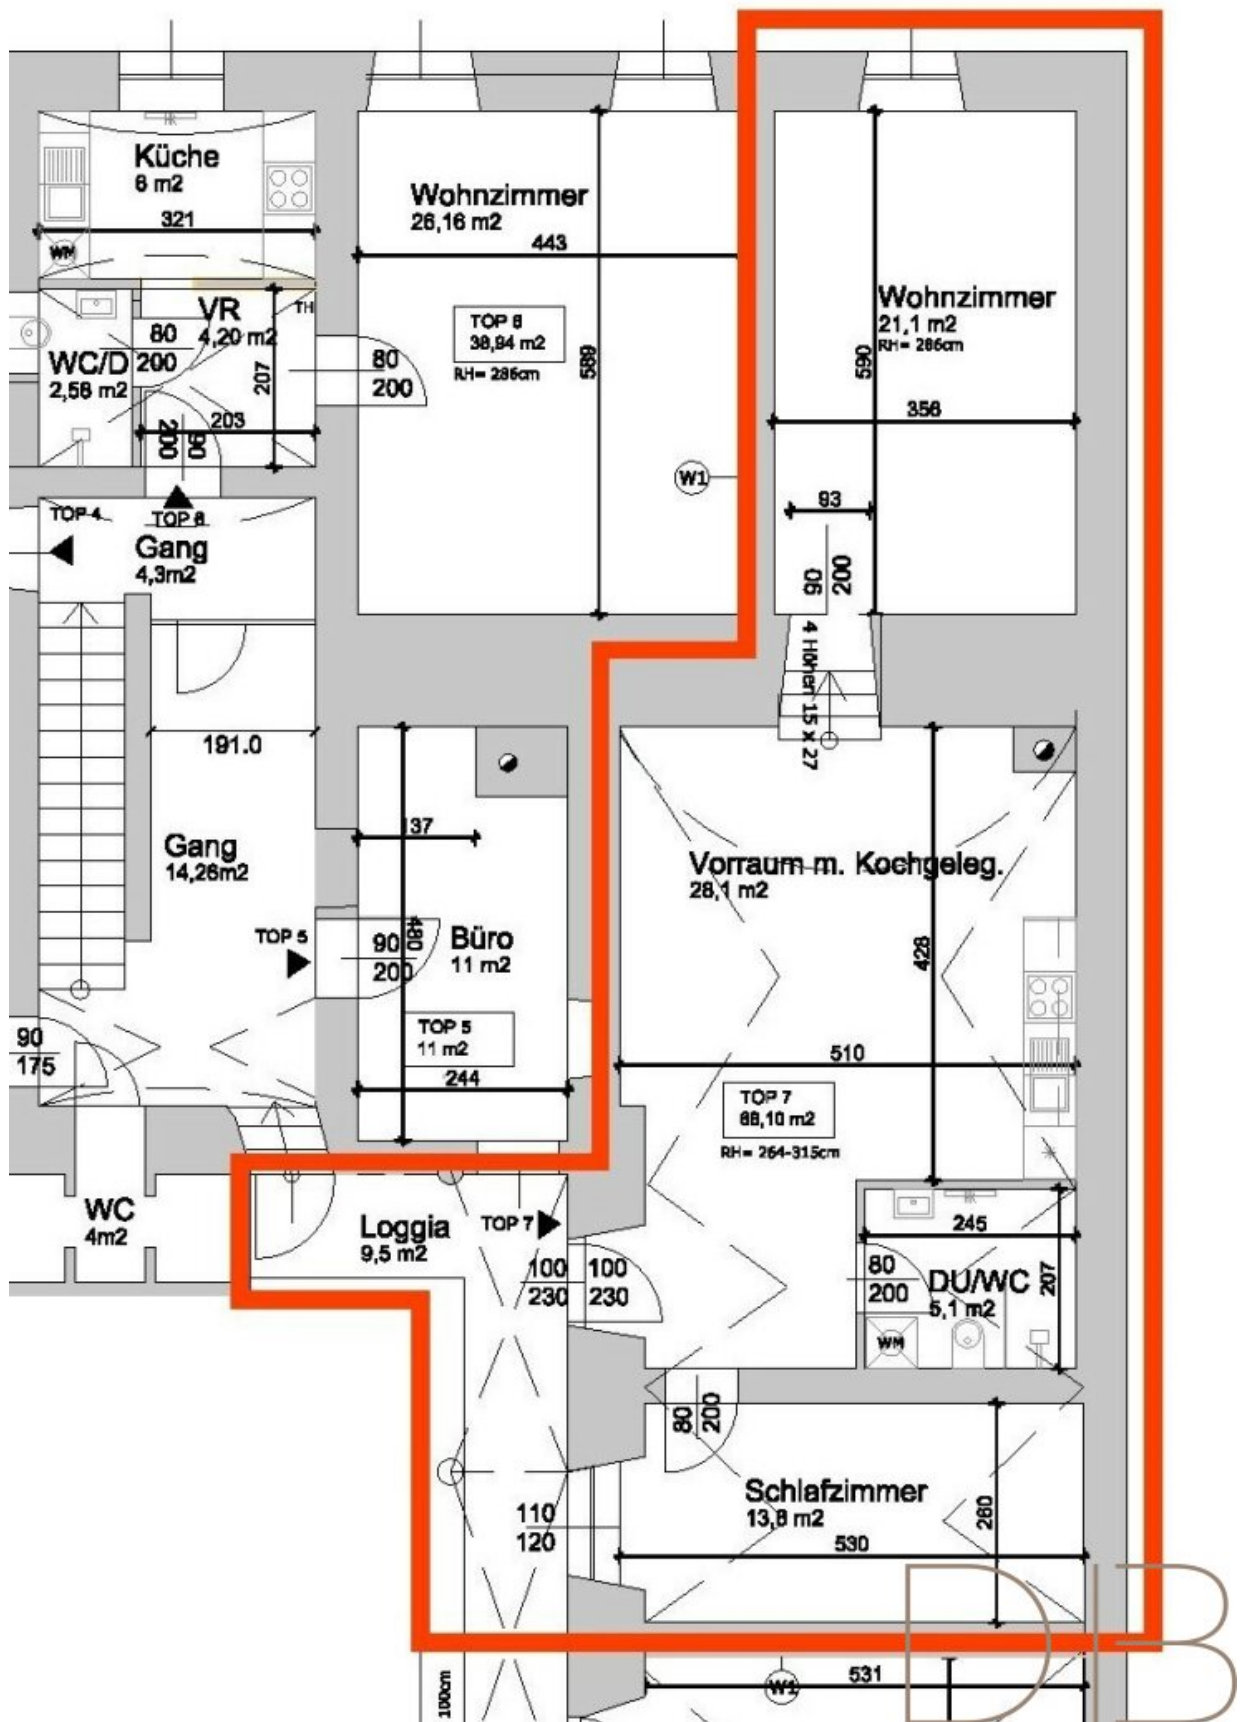 Küche
6 m2
321
WM
Wohnzimmer
26,16 m2
443
TOP 6
38,94 m2
RH= 286cm
589
W1
VR
4,20 m2
TH
80
200
WC/D
2,58 m2
207
203
90
200
80
200
TOP 4
TOP 6
Gang
4,3m2
191.0
Gang
14,26m2
TOP 5
90
175
Wohnzimmer
21,1 m2
RH= 286cm
590
356
93
90
200
4 Höhen 15 x 27
137
480
90
200
Büro
11 m2
TOP 5
11 m2
244
Vorraum m. Kochgeleg.
28,1 m2
428
510
TOP 7
68,10 m2
RH= 264-315cm
WC
4m2
Loggia
9,5 m2
TOP 7
100
230
100
230
245
207
80
200
DU/WC
5,1 m2
WM
80
200
Schlafzimmer
13,8 m2
260
110
120
530
531
W1
100cm
DIB